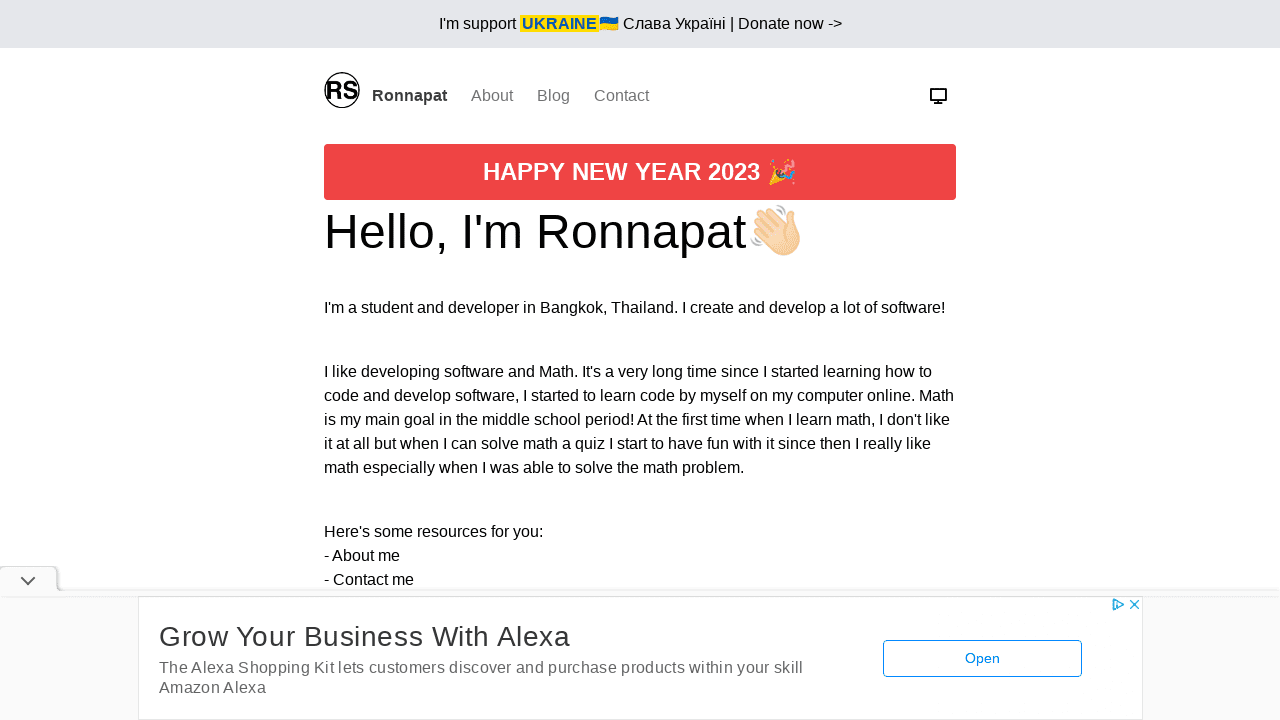 I'm support UKRAINE🇺🇦 Слава Україні | Donate now ->
RS Ronnapat About Blog Contact
HAPPY NEW YEAR 2023 🎉
Hello, I'm Ronnapat👋🏻
I'm a student and developer in Bangkok, Thailand. I create and develop a lot of software!
I like developing software and Math. It's a very long time since I started learning how to
code and develop software, I started to learn code by myself on my computer online. Math
is my main goal in the middle school period! At the first time when I learn math, I don't like
it at all but when I can solve math a quiz I start to have fun with it since then I really like
math especially when I was able to solve the math problem.
Here's some resources for you:
- About me
- Contact me
Grow Your Business With Alexa
The Alexa Shopping Kit lets customers discover and purchase products within your skill
Amazon Alexa
Open